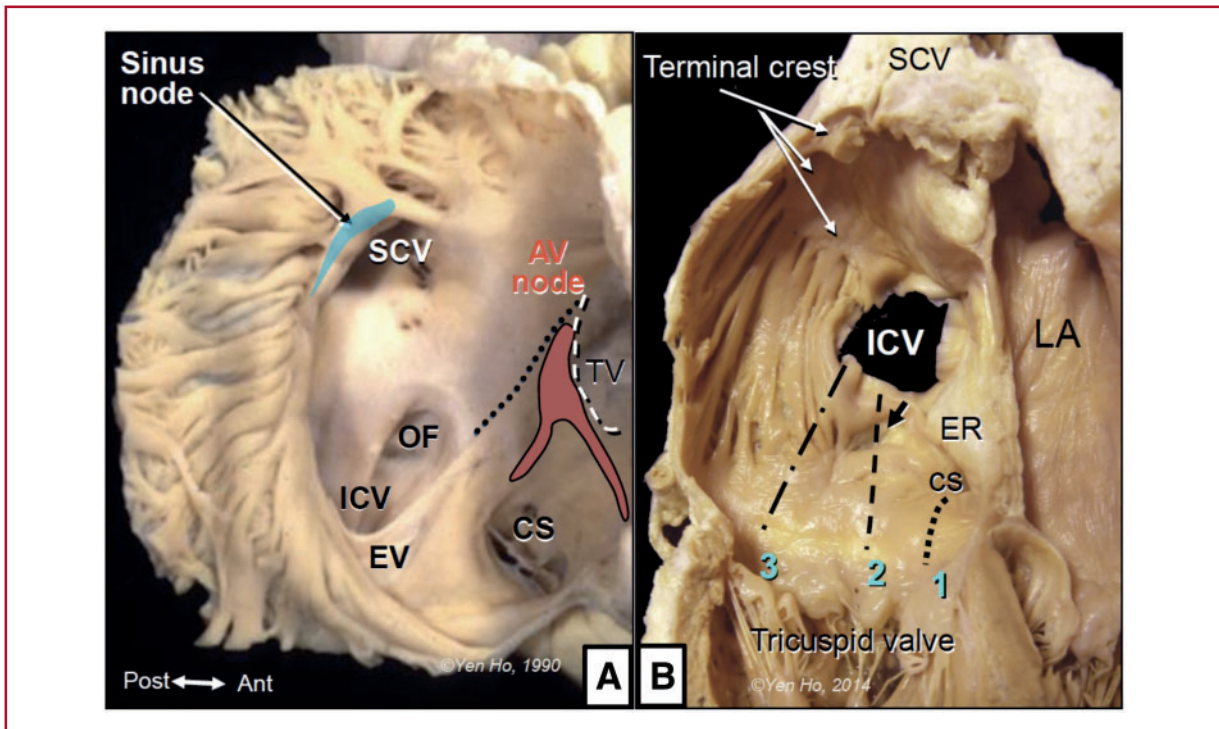 Sinus
node
SCV
AV
node
TV
OF
ICV
EV
CS
©Yen Ho, 1990
Post Ant
A
Terminal crest
SCV
ICV
LA
ER
CS
3
2
1
Tricuspid valve
©Yen Ho, 2014
B